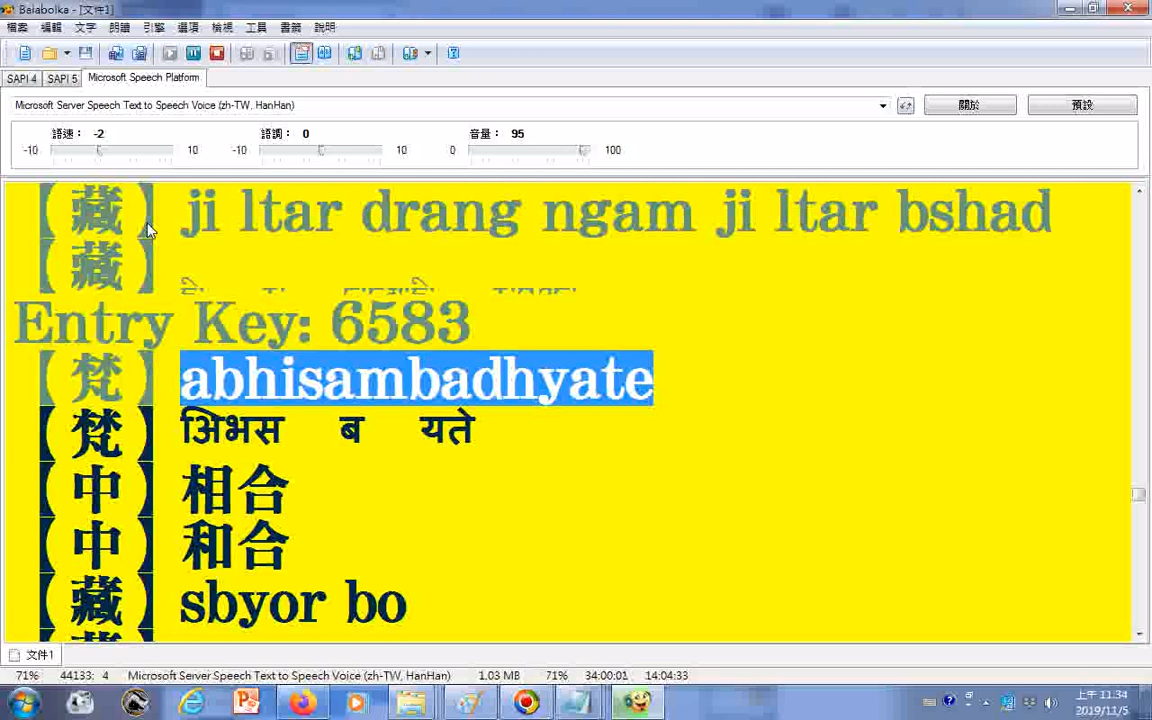 Balabolka - [文件1]
檔案 編輯 文字 朗讀 引擎 選項 檢視 工具 書籤 說明
SAPI 4 SAPI 5 Microsoft Speech Platform
Microsoft Server Speech Text to Speech Voice (zh-TW, HanHan) 關於 預設
語速： -2 語調： 0 音量： 95
-10 10 -10 10 0 100
【藏】 ji ltar drang ngam ji ltar bshad
【藏】
Entry Key: 6583
【梵】 abhisambadhyate
【梵】 अिभस ब यते
【中】 相合
【中】 和合
【藏】 sbyor bo
文件1
71% 44133: 4 Microsoft Server Speech Text to Speech Voice (zh-TW, HanHan) 1.03 MB 71% 34:00:01 14:04:33
上午 11:34
2019/11/5